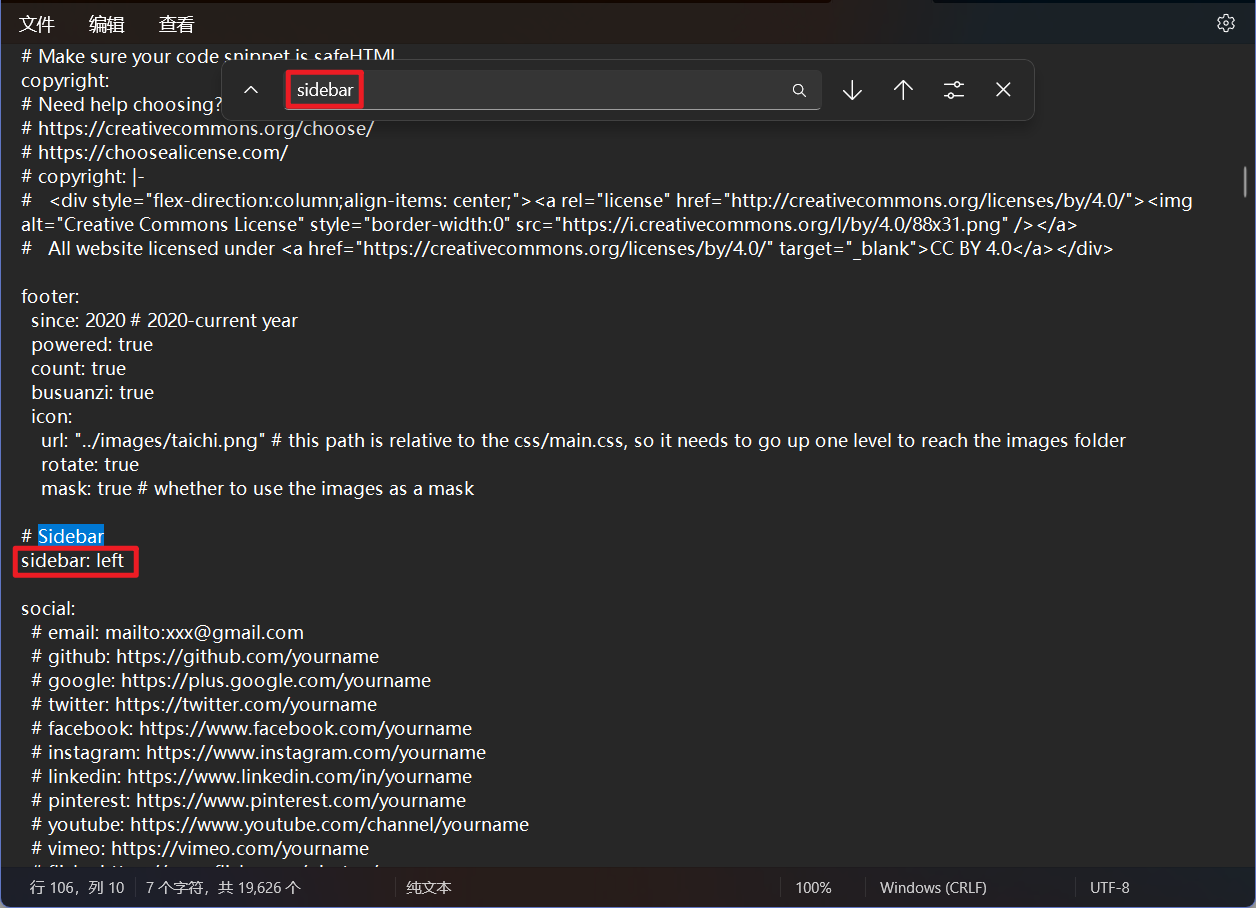 文件 编辑 查看
# Make sure your code snippet is safeHTML
copyright:
sidebar
# Need help choosing?
# https://creativecommons.org/choose/
# https://choosealicense.com/
# copyright: |-
#   <div style="flex-direction:column;align-items: center;"><a rel="license" href="http://creativecommons.org/licenses/by/4.0/"><img
alt="Creative Commons License" style="border-width:0" src="https://i.creativecommons.org/l/by/4.0/88x31.png" /></a>
#   All website licensed under <a href="https://creativecommons.org/licenses/by/4.0/" target="_blank">CC BY 4.0</a></div>
footer:
  since: 2020 # 2020-current year
  powered: true
  count: true
  busuanzi: true
  icon:
    url: "../images/taichi.png" # this path is relative to the css/main.css, so it needs to go up one level to reach the images folder
    rotate: true
    mask: true # whether to use the images as a mask
# Sidebar
sidebar: left
social:
  # email: mailto:xxx@gmail.com
  # github: https://github.com/yourname
  # google: https://plus.google.com/yourname
  # twitter: https://twitter.com/yourname
  # facebook: https://www.facebook.com/yourname
  # instagram: https://www.instagram.com/yourname
  # linkedin: https://www.linkedin.com/in/yourname
  # pinterest: https://www.pinterest.com/yourname
  # youtube: https://www.youtube.com/channel/yourname
  # vimeo: https://vimeo.com/yourname
行 106，列 10 7 个字符，共 19,626 个 纯文本 100% Windows (CRLF) UTF-8